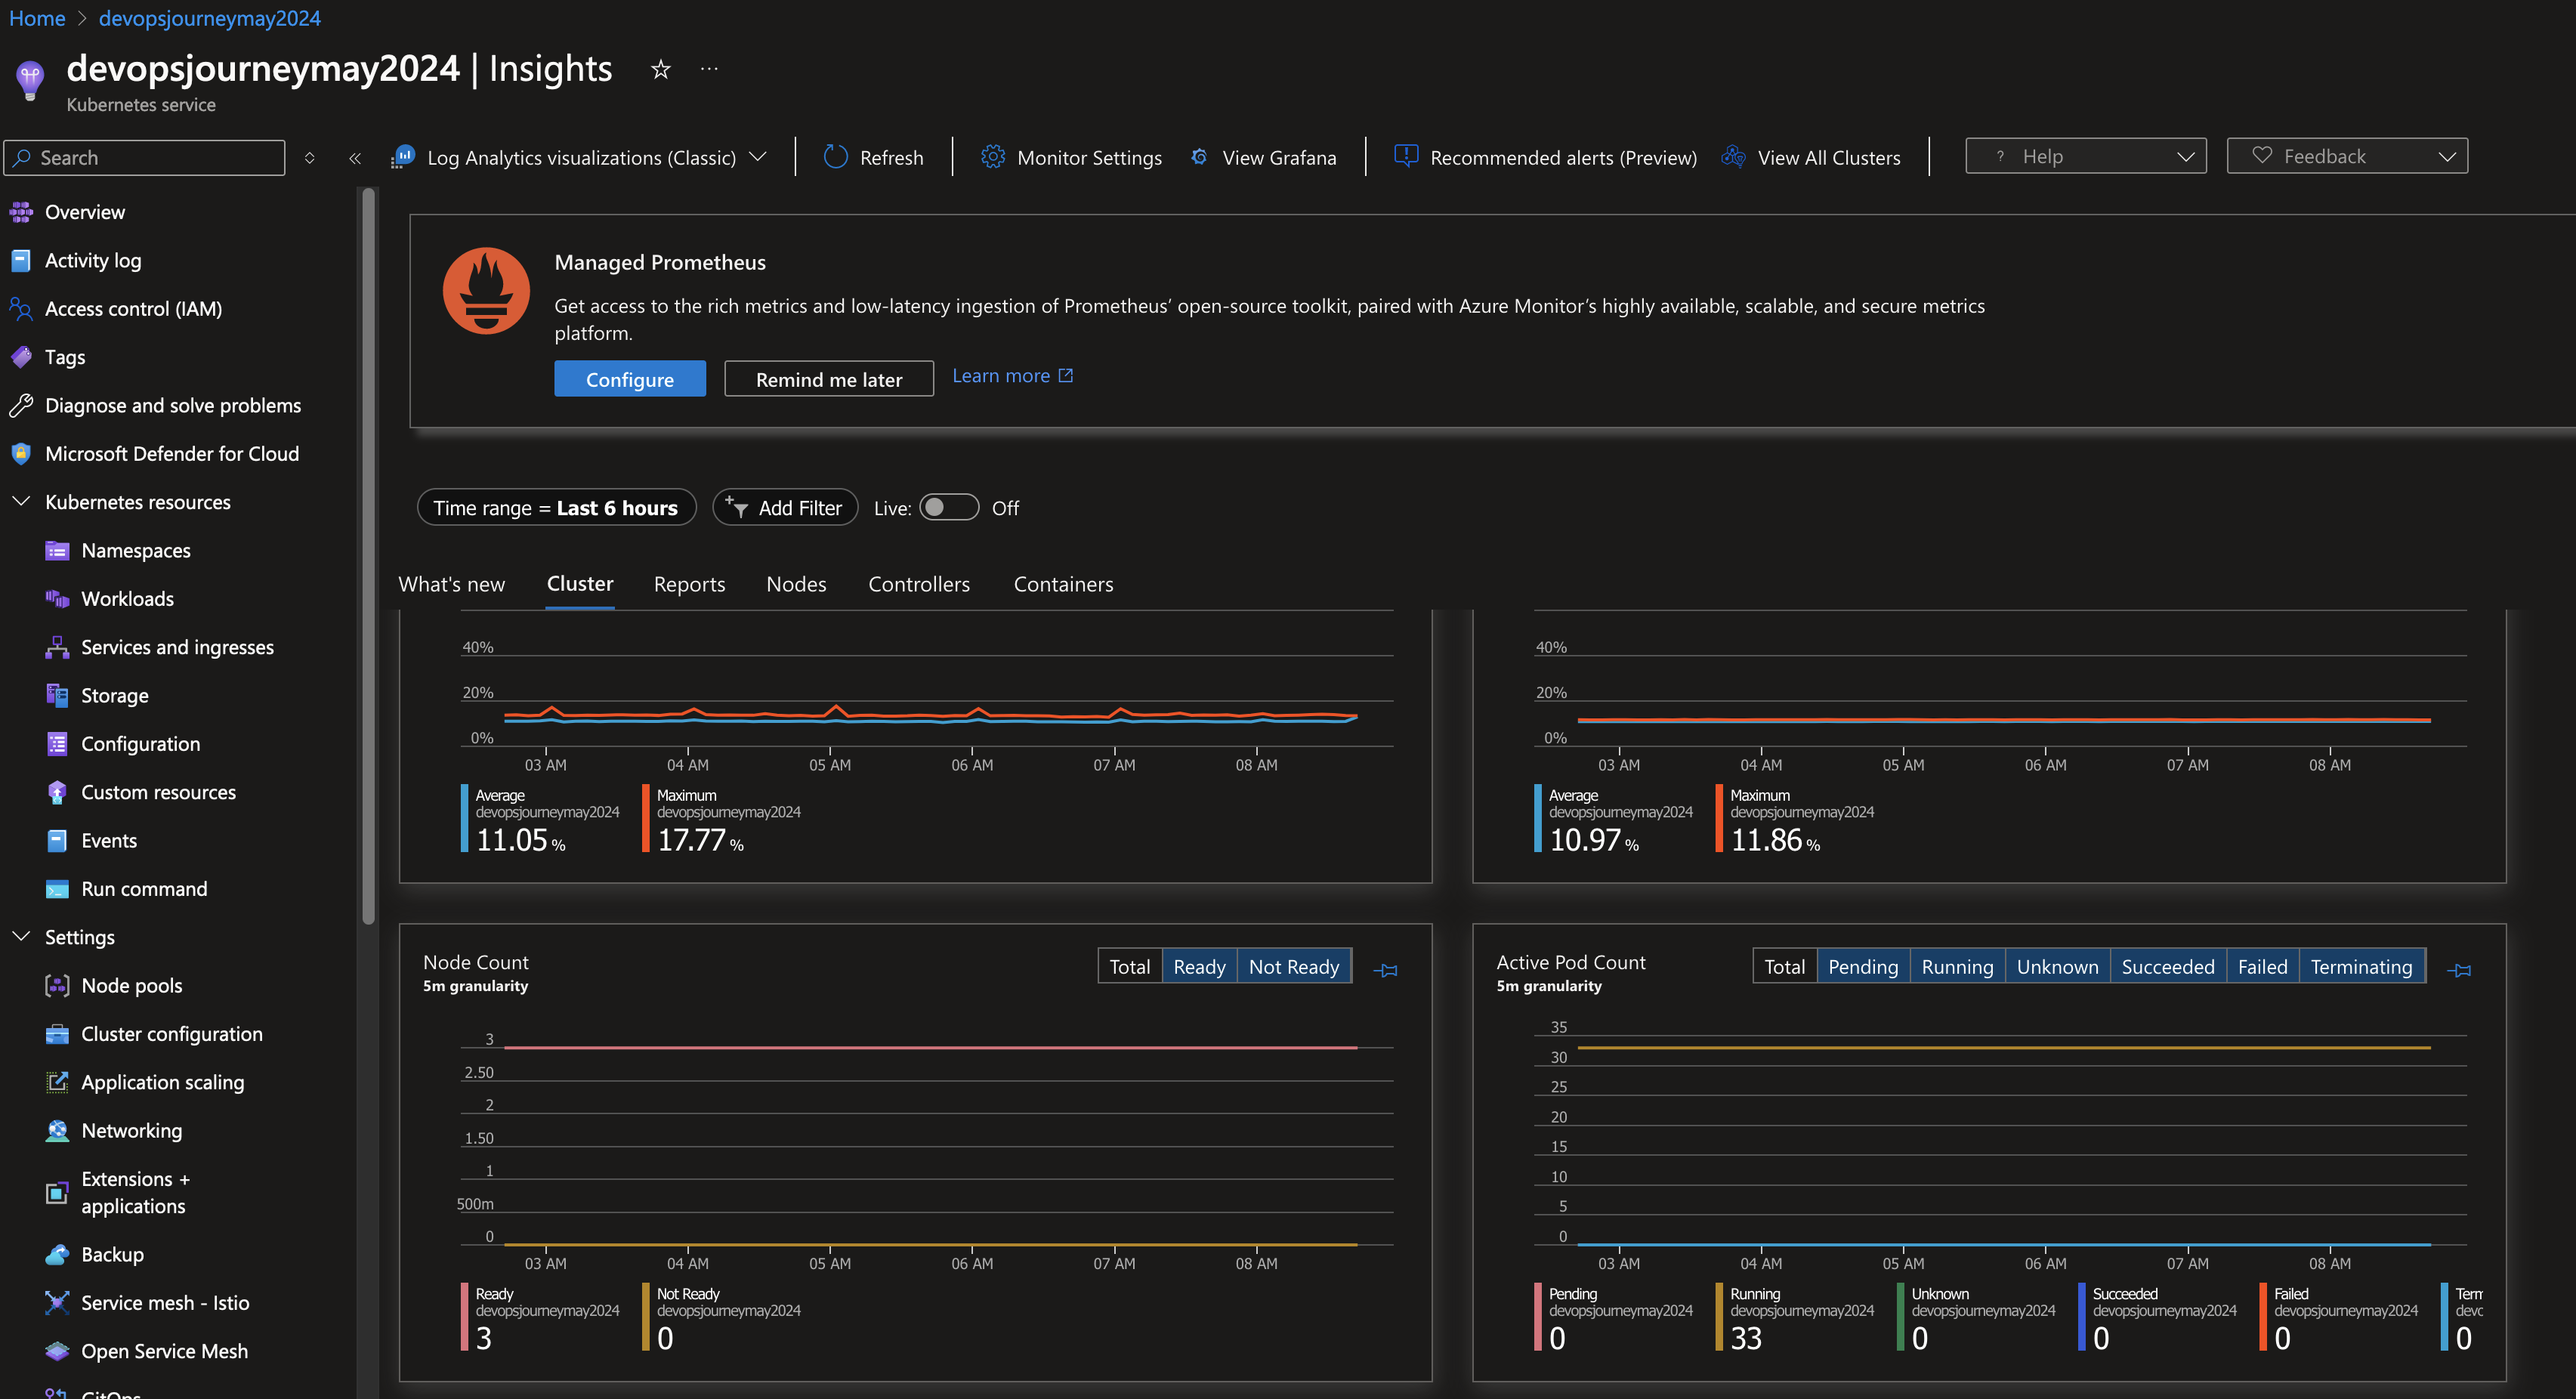 Home > devopsjourneymay2024
devopsjourneymay2024 | Insights
Kubernetes service
Search
Log Analytics visualizations (Classic)
Refresh
Monitor Settings
View Grafana
Recommended alerts (Preview)
View All Clusters
? Help
Feedback
Overview
Activity log
Access control (IAM)
Tags
Diagnose and solve problems
Microsoft Defender for Cloud
Kubernetes resources
Namespaces
Workloads
Services and ingresses
Storage
Configuration
Custom resources
Events
Run command
Settings
Node pools
Cluster configuration
Application scaling
Networking
Extensions +
applications
Backup
Service mesh - Istio
Open Service Mesh
GitOps
Managed Prometheus
Get access to the rich metrics and low-latency ingestion of Prometheus’ open-source toolkit, paired with Azure Monitor’s highly available, scalable, and secure metrics
platform.
Configure
Remind me later
Learn more
Time range = Last 6 hours
Add Filter
Live:
Off
What's new
Cluster
Reports
Nodes
Controllers
Containers
40%
20%
0%
03 AM 04 AM 05 AM 06 AM 07 AM 08 AM
Average
devopsjourneymay2024
11.05 %
Maximum
devopsjourneymay2024
17.77 %
40%
20%
0%
03 AM 04 AM 05 AM 06 AM 07 AM 08 AM
Average
devopsjourneymay2024
10.97 %
Maximum
devopsjourneymay2024
11.86 %
Node Count
5m granularity
Total Ready Not Ready
3
2.50
2
1.50
1
500m
0
03 AM 04 AM 05 AM 06 AM 07 AM 08 AM
Ready
devopsjourneymay2024
3
Not Ready
devopsjourneymay2024
0
Active Pod Count
5m granularity
Total Pending Running Unknown Succeeded Failed Terminating
35
30
25
20
15
10
5
0
03 AM 04 AM 05 AM 06 AM 07 AM 08 AM
Pending
devopsjourneymay2024
0
Running
devopsjourneymay2024
33
Unknown
devopsjourneymay2024
0
Succeeded
devopsjourneymay2024
0
Failed
devopsjourneymay2024
0
Term
devo
0